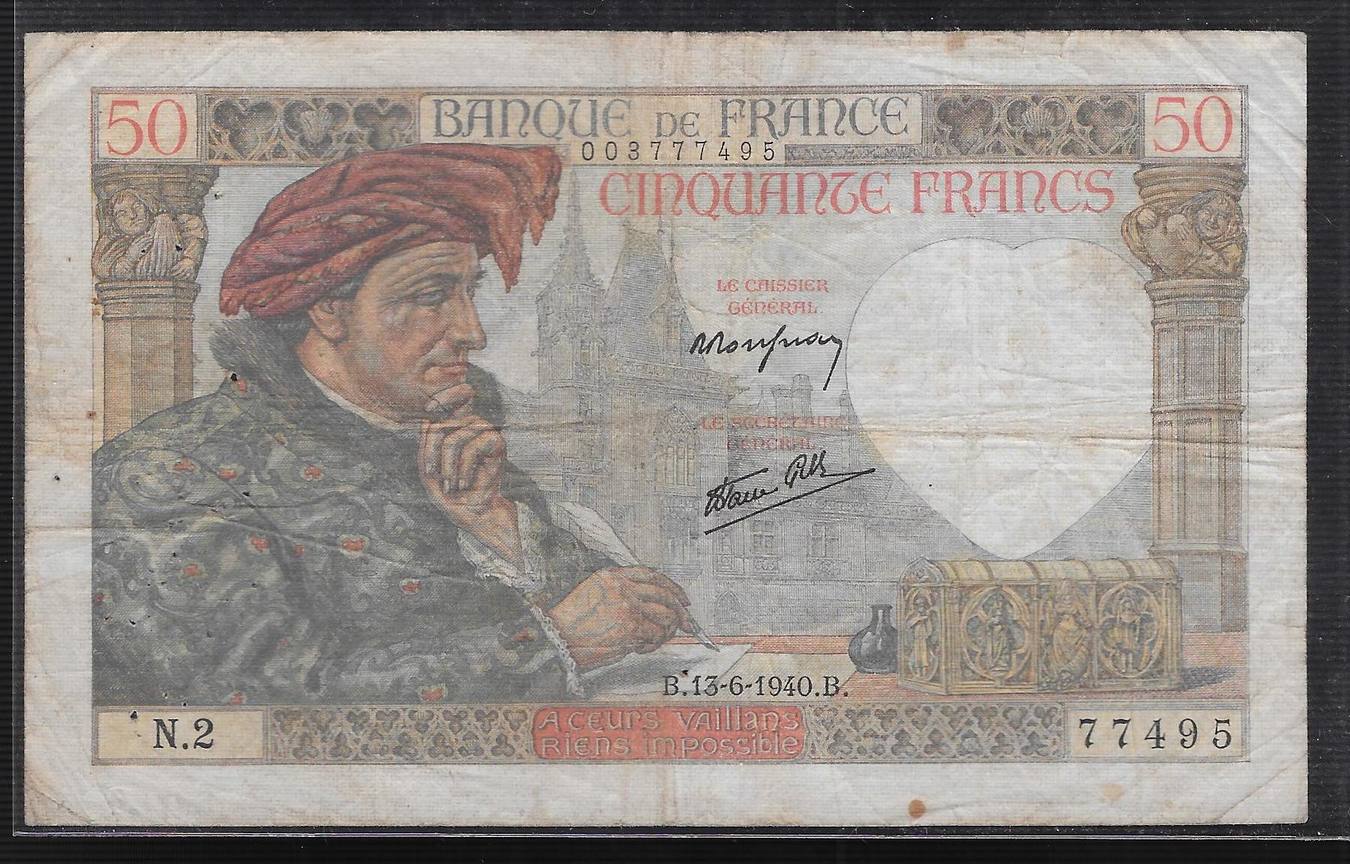 50 BANQUE DE FRANCE 50
003777495
CINQUANTE FRANCS
LE CAISSIER
GÉNÉRAL
LE SECRÉTAIRE
GÉNÉRAL
B.13-6-1940.B.
N.2
A CEURS VAILLANS
RIENS IMPOSSIBLE
77495